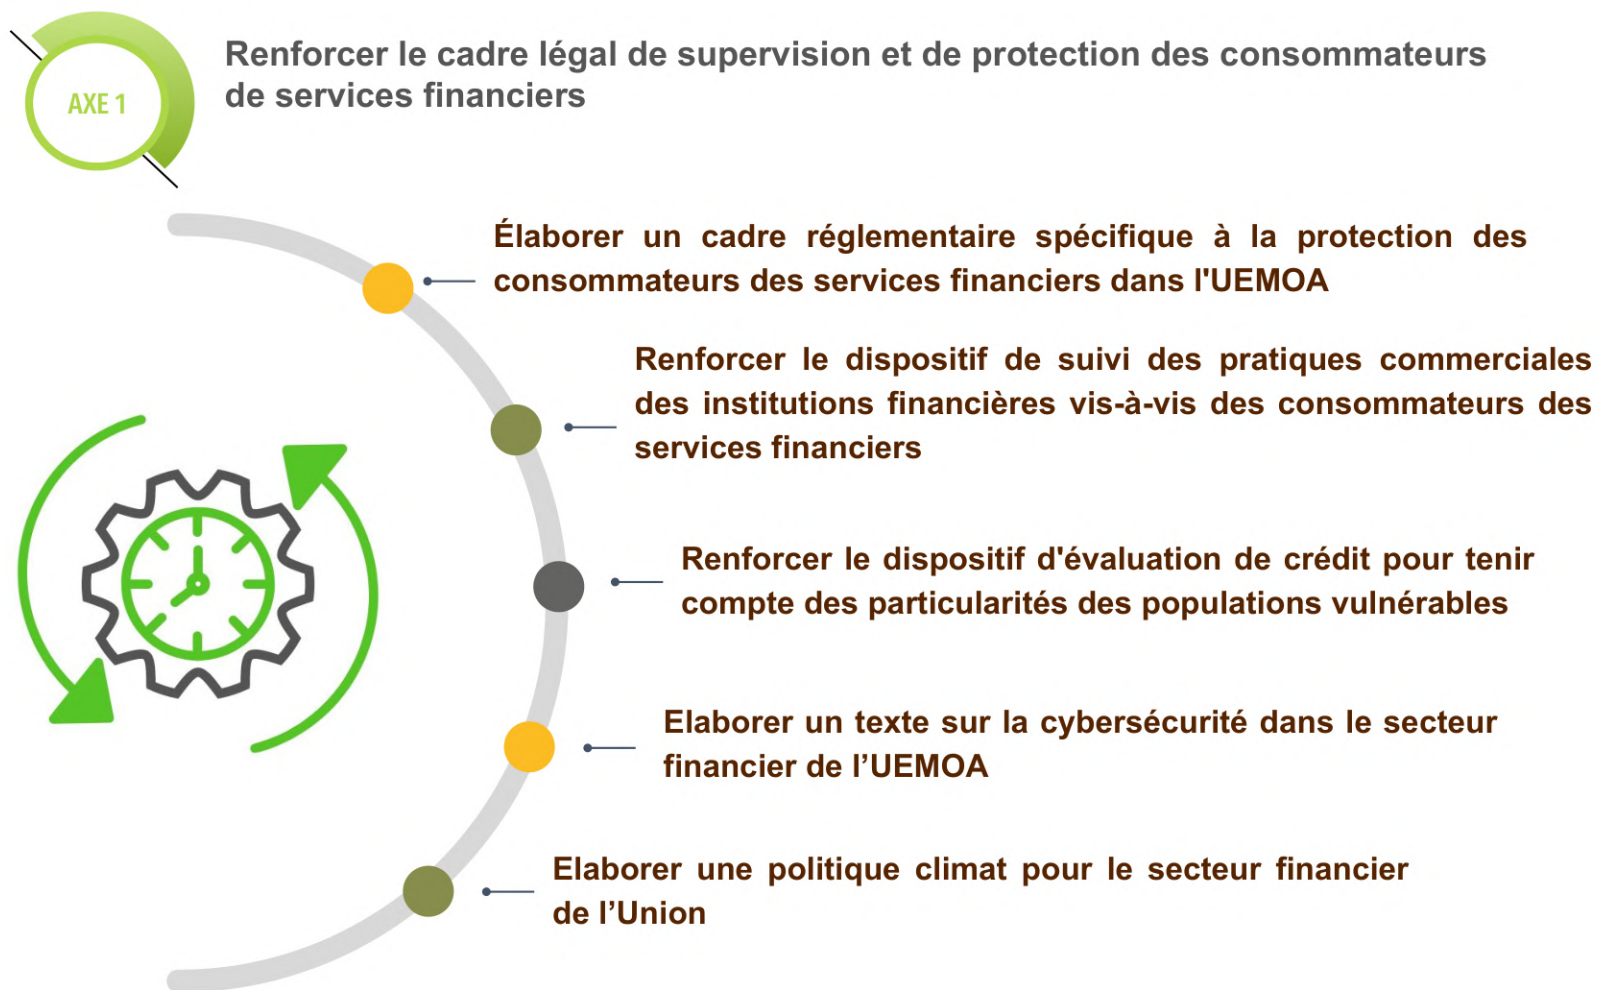 AXE 1
Renforcer le cadre légal de supervision et de protection des consommateurs
de services financiers
Élaborer un cadre réglementaire spécifique à la protection des
consommateurs des services financiers dans l'UEMOA
Renforcer le dispositif de suivi des pratiques commerciales
des institutions financières vis-à-vis des consommateurs des
services financiers
Renforcer le dispositif d'évaluation de crédit pour tenir
compte des particularités des populations vulnérables
Elaborer un texte sur la cybersécurité dans le secteur
financier de l’UEMOA
Elaborer une politique climat pour le secteur financier
de l’Union